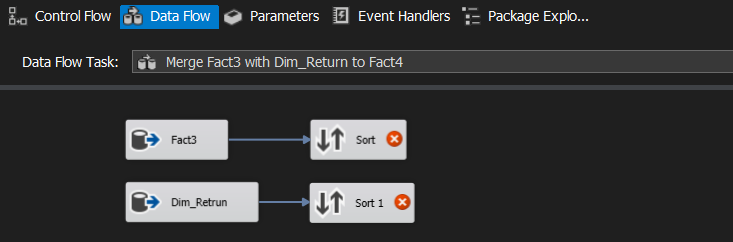 Control Flow Data Flow Parameters Event Handlers Package Explo...
Data Flow Task: Merge Fact3 with Dim_Return to Fact4
Fact3 Sort
Dim_Retrun Sort 1